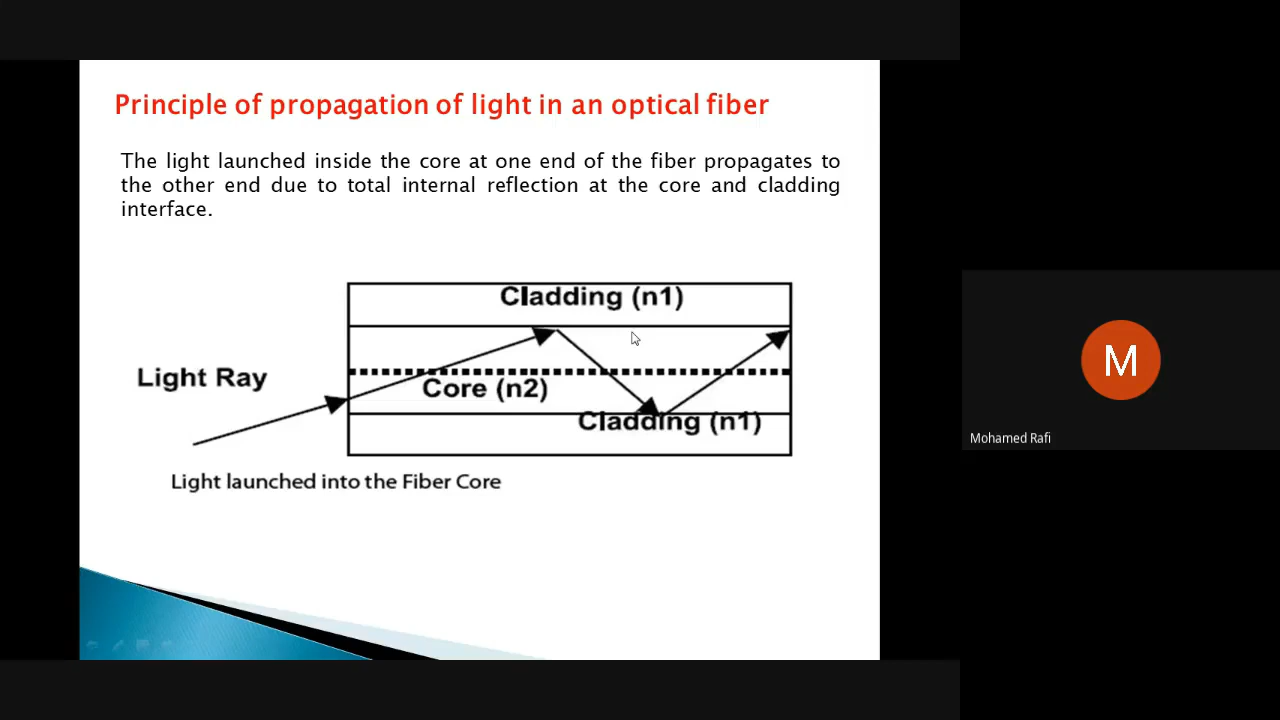 Principle of propagation of light in an optical fiber
The light launched inside the core at one end of the fiber propagates to
the other end due to total internal reflection at the core and cladding
interface.
Cladding (n1)
Light Ray
Core (n2)
Cladding (n1)
Light launched into the Fiber Core
M
Mohamed Rafi